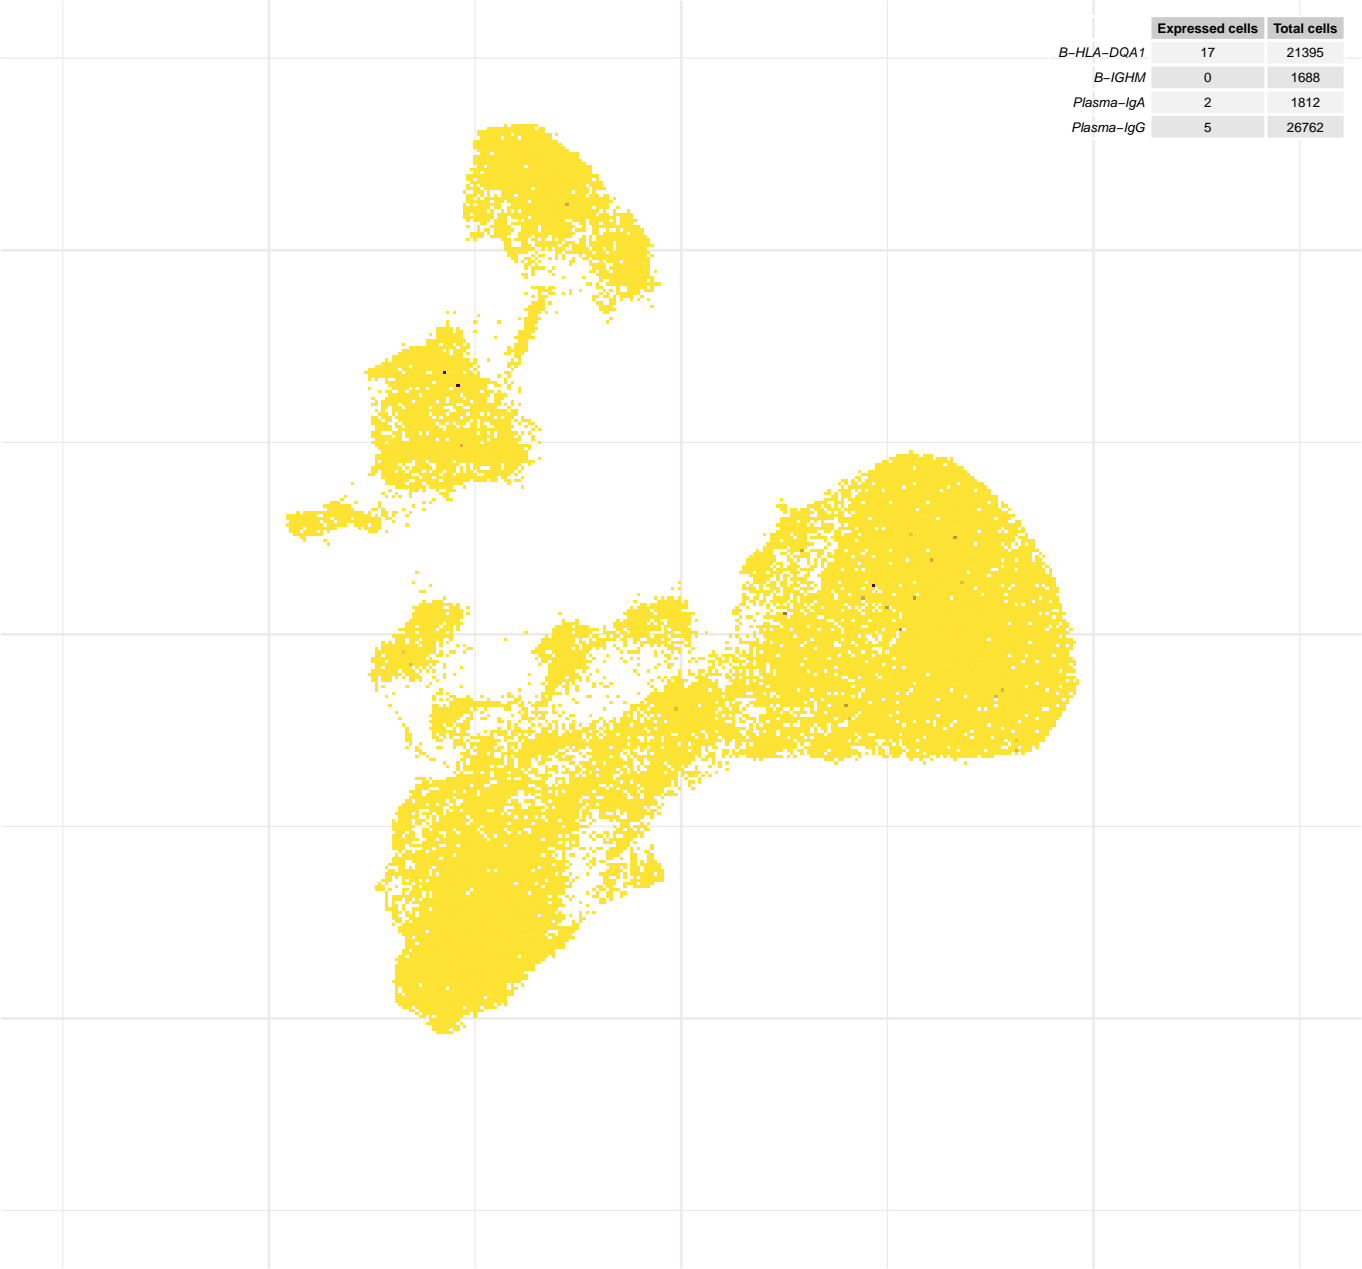 Expressed cells Total cells
B−HLA−DQA1 17 21395
B−IGHM 0 1688
Plasma−IgA 2 1812
Plasma−IgG 5 26762